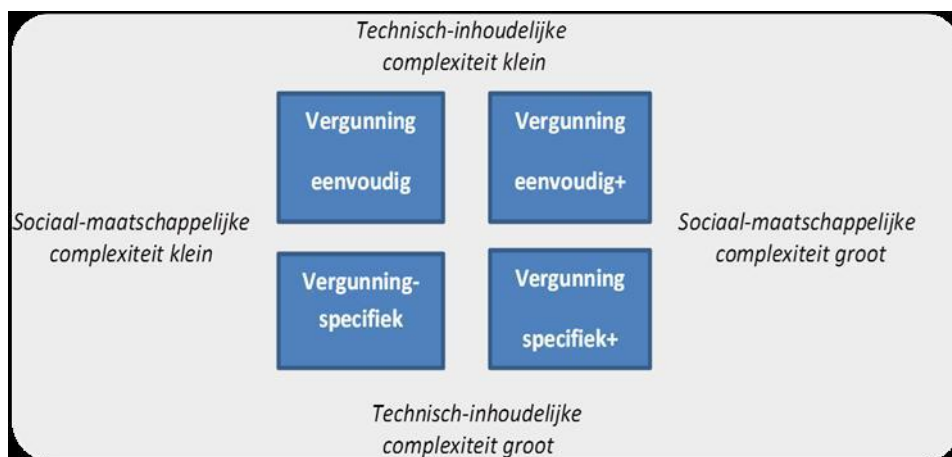 Technisch-inhoudelijke
complexiteit klein
Vergunning
eenvoudig
Vergunning
eenvoudig+
Sociaal-maatschappelijke
complexiteit klein
Sociaal-maatschappelijke
complexiteit groot
Vergunning-
specifiek
Vergunning
specifiek+
Technisch-inhoudelijke
complexiteit groot